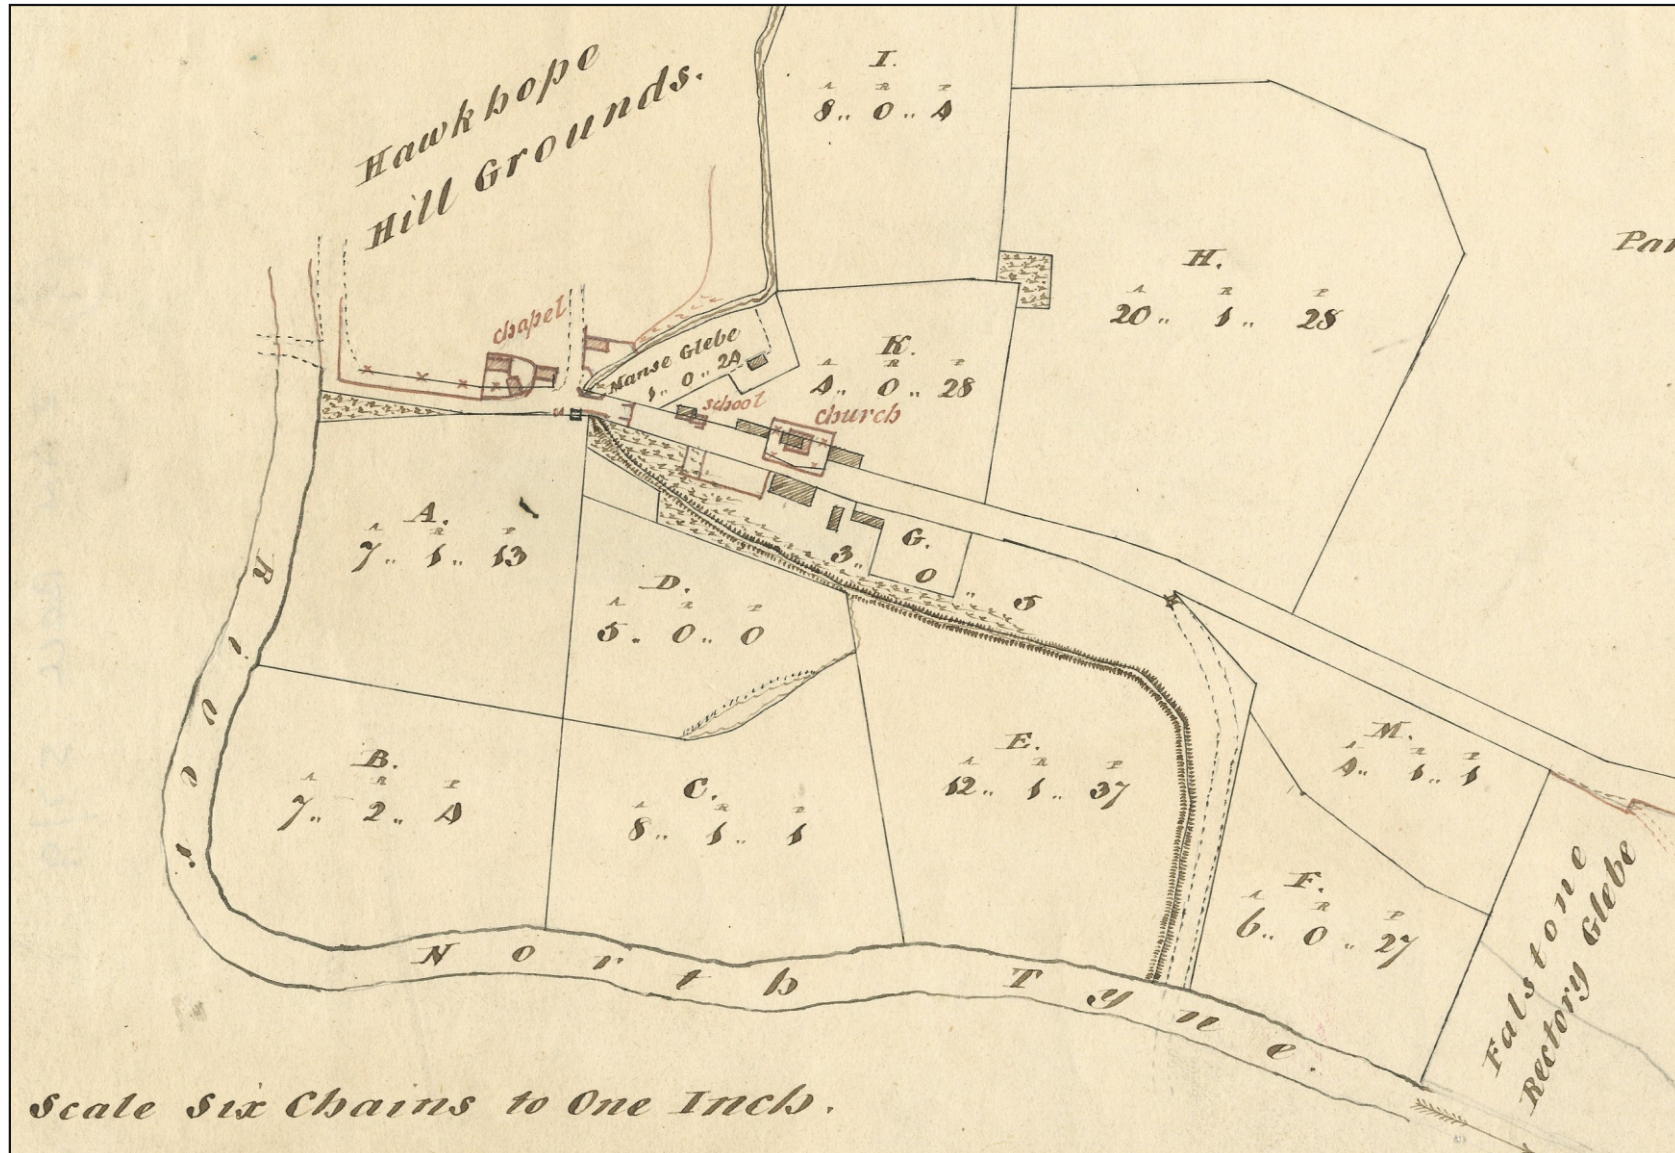 Hawkhope
Hill Grounds.
I.
A R P
8 ,, 0 ,, 4
H.
A R P
20 ,, 1 ,, 28
chapel
Manse Glebe
1 ,, 0 ,, 24
K.
A R P
4 ,, 0 ,, 28
school
church
A.
A R P
7 ,, 1 ,, 13
G.
3 ,, 0 ,, 5
D.
A R P
5 ,, 0 ,, 0
B.
A R P
7 ,, 2 ,, 4
C.
A R P
8 ,, 1 ,, 1
E.
A R P
12 ,, 1 ,, 37
M.
A R P
4 ,, 1 ,, 1
F.
A R P
6 ,, 0 ,, 27
Falstone
Rectory Glebe
North Tyne.
Scale Six Chains to One Inch.